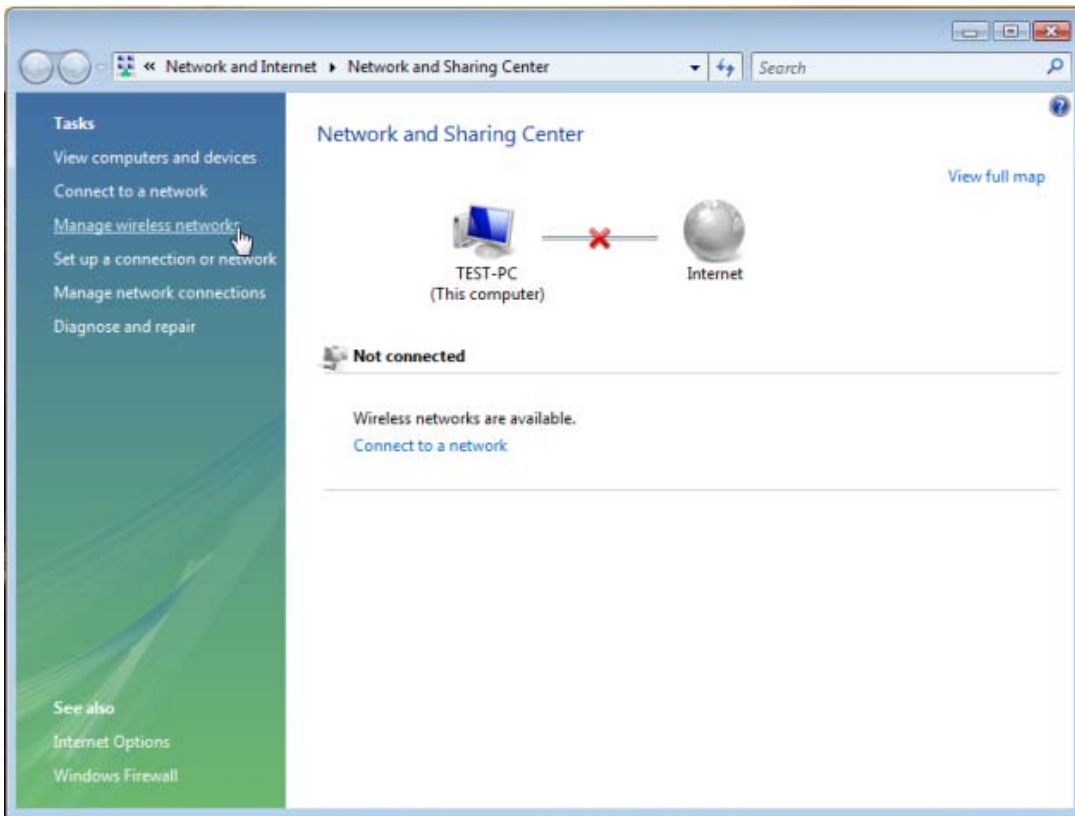 « Network and Internet ▸ Network and Sharing Center
Search
Tasks
View computers and devices
Connect to a network
Manage wireless networks
Set up a connection or network
Manage network connections
Diagnose and repair
See also
Internet Options
Windows Firewall
Network and Sharing Center
View full map
TEST-PC
(This computer)
Internet
Not connected
Wireless networks are available.
Connect to a network